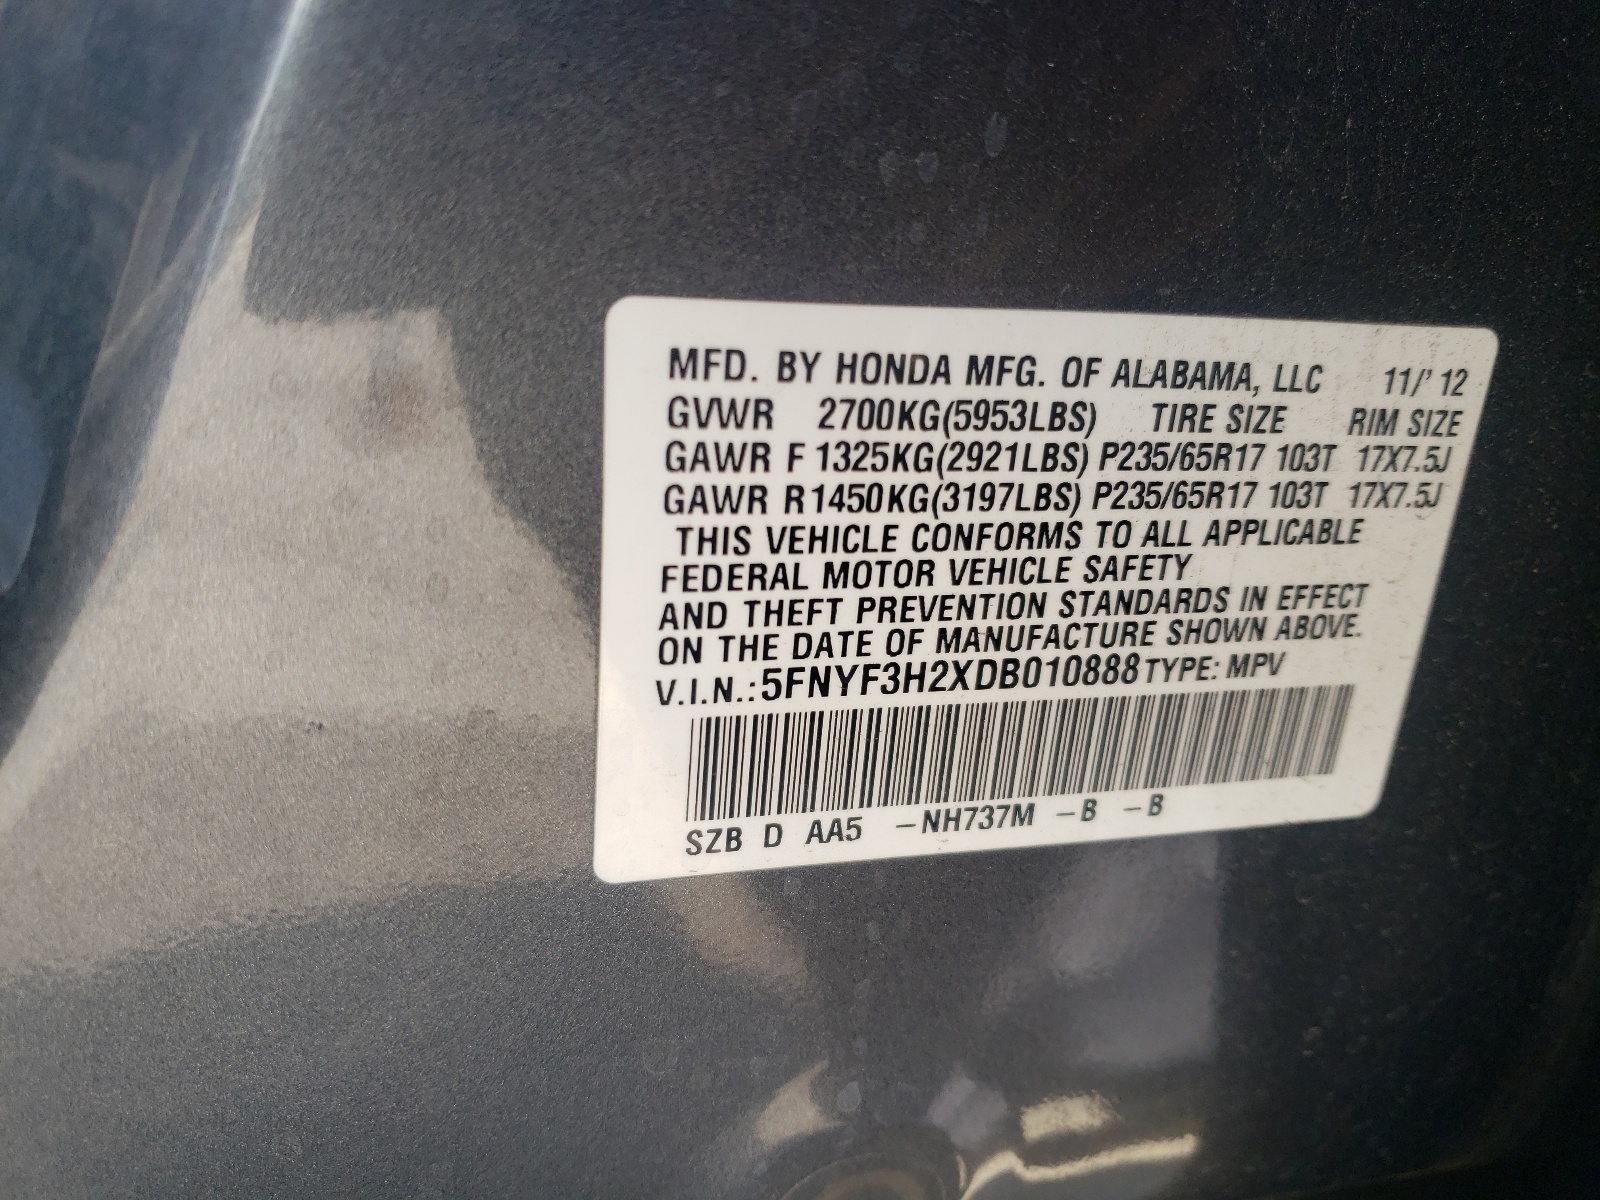 MFD. BY HONDA MFG. OF ALABAMA, LLC 11/' 12
GVWR 2700KG(5953LBS) TIRE SIZE RIM SIZE
GAWR F 1325KG(2921LBS) P235/65R17 103T 17X7.5J
GAWR R 1450KG(3197LBS) P235/65R17 103T 17X7.5J
THIS VEHICLE CONFORMS TO ALL APPLICABLE
FEDERAL MOTOR VEHICLE SAFETY
AND THEFT PREVENTION STANDARDS IN EFFECT
ON THE DATE OF MANUFACTURE SHOWN ABOVE.
V.I.N.: 5FNYF3H2XDB010888 TYPE: MPV
SZB D AA5 -NH737M -B -B